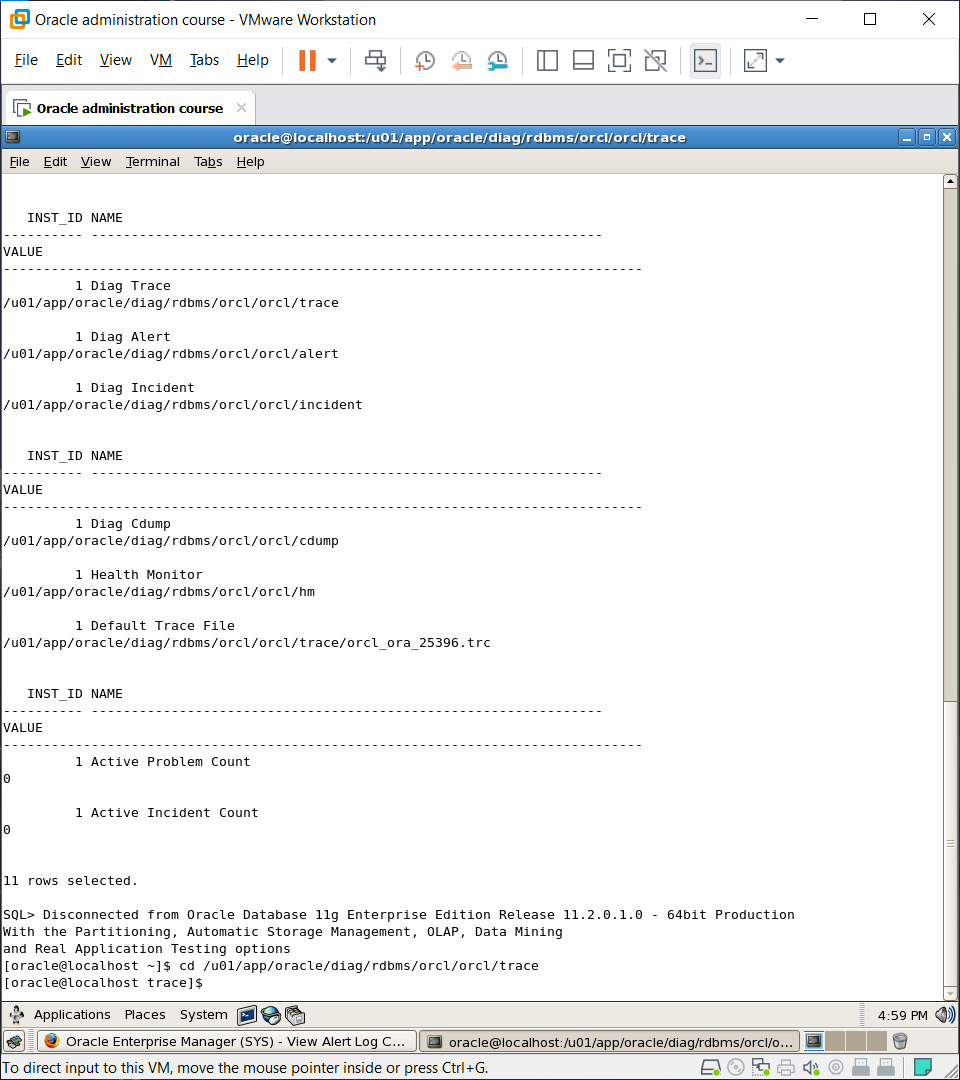 Oracle administration course - VMware Workstation
File Edit View VM Tabs Help
Oracle administration course
oracle@localhost:/u01/app/oracle/diag/rdbms/orcl/orcl/trace
File Edit View Terminal Tabs Help
   INST_ID NAME
---------- ----------------------------------------------------------------
VALUE
--------------------------------------------------------------------------------
         1 Diag Trace
/u01/app/oracle/diag/rdbms/orcl/orcl/trace
         1 Diag Alert
/u01/app/oracle/diag/rdbms/orcl/orcl/alert
         1 Diag Incident
/u01/app/oracle/diag/rdbms/orcl/orcl/incident
   INST_ID NAME
---------- ----------------------------------------------------------------
VALUE
--------------------------------------------------------------------------------
         1 Diag Cdump
/u01/app/oracle/diag/rdbms/orcl/orcl/cdump
         1 Health Monitor
/u01/app/oracle/diag/rdbms/orcl/orcl/hm
         1 Default Trace File
/u01/app/oracle/diag/rdbms/orcl/orcl/trace/orcl_ora_25396.trc
   INST_ID NAME
---------- ----------------------------------------------------------------
VALUE
--------------------------------------------------------------------------------
         1 Active Problem Count
0
         1 Active Incident Count
0
11 rows selected.
SQL> Disconnected from Oracle Database 11g Enterprise Edition Release 11.2.0.1.0 - 64bit Production
With the Partitioning, Automatic Storage Management, OLAP, Data Mining
and Real Application Testing options
[oracle@localhost ~]$ cd /u01/app/oracle/diag/rdbms/orcl/orcl/trace
[oracle@localhost trace]$
Applications Places System 4:59 PM
Oracle Enterprise Manager (SYS) - View Alert Log C... oracle@localhost:/u01/app/oracle/diag/rdbms/orcl/o...
To direct input to this VM, move the mouse pointer inside or press Ctrl+G.